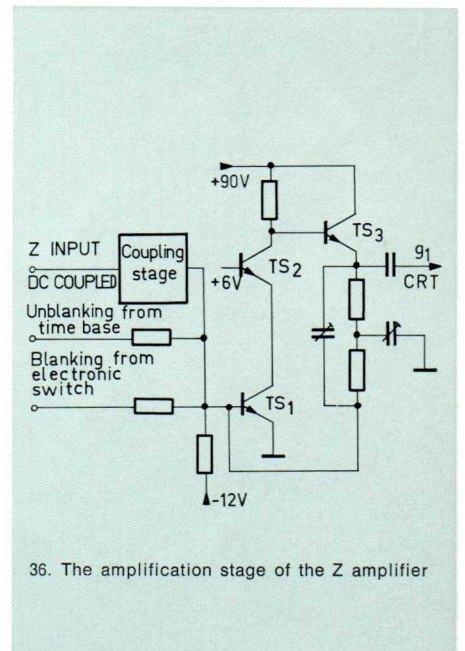 +90V
TS3
Z INPUT
Coupling
stage
g1
DC COUPLED
+6V
TS2
CRT
Unblanking from
time base
Blanking from
electronic
switch
TS1
-12V
36. The amplification stage of the Z amplifier